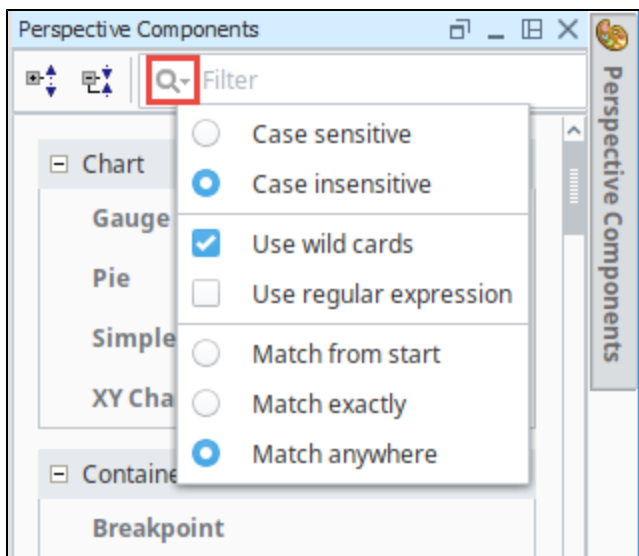 Perspective Components
Filter
Case sensitive
Case insensitive
Use wild cards
Use regular expression
Match from start
Match exactly
Match anywhere
Chart
Gauge
Pie
Simple
XY Cha
Containe
Breakpoint
Perspective Components